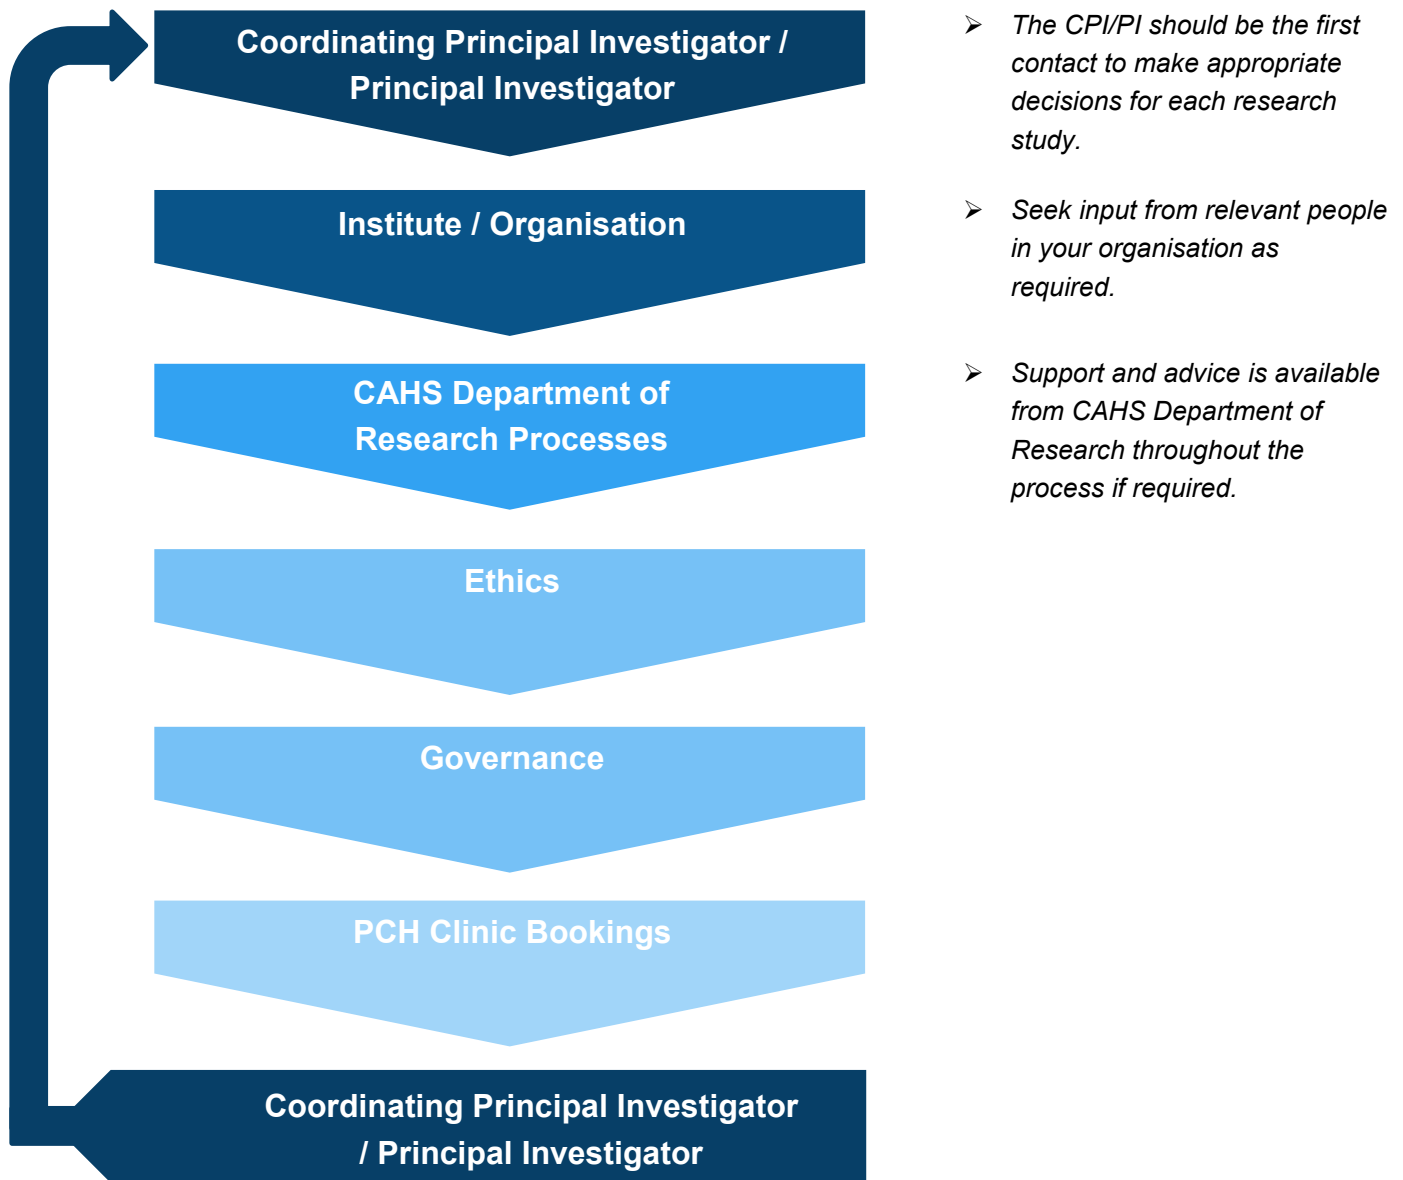 Coordinating Principal Investigator /
Principal Investigator
➢ The CPI/PI should be the first
contact to make appropriate
decisions for each research
study.
Institute / Organisation
➢ Seek input from relevant people
in your organisation as
required.
CAHS Department of
Research Processes
➢ Support and advice is available
from CAHS Department of
Research throughout the
process if required.
Ethics
Governance
PCH Clinic Bookings
Coordinating Principal Investigator
/ Principal Investigator